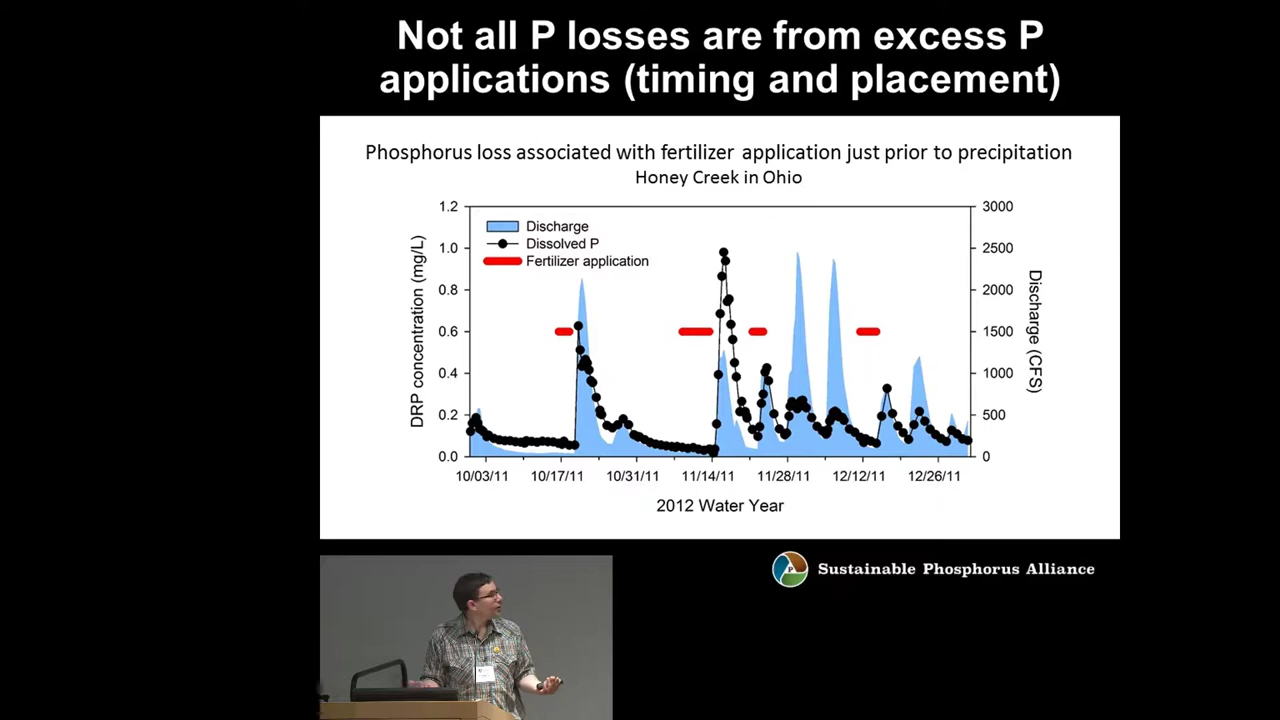 Not all P losses are from excess P
applications (timing and placement)
Phosphorus loss associated with fertilizer application just prior to precipitation
Honey Creek in Ohio
1.2
1.0
0.8
0.6
0.4
0.2
0.0
DRP concentration (mg/L)
Discharge
Dissolved P
Fertilizer application
3000
2500
2000
1500
1000
500
0
Discharge (CFS)
10/03/11 10/17/11 10/31/11 11/14/11 11/28/11 12/12/11 12/26/11
2012 Water Year
P
Sustainable Phosphorus Alliance